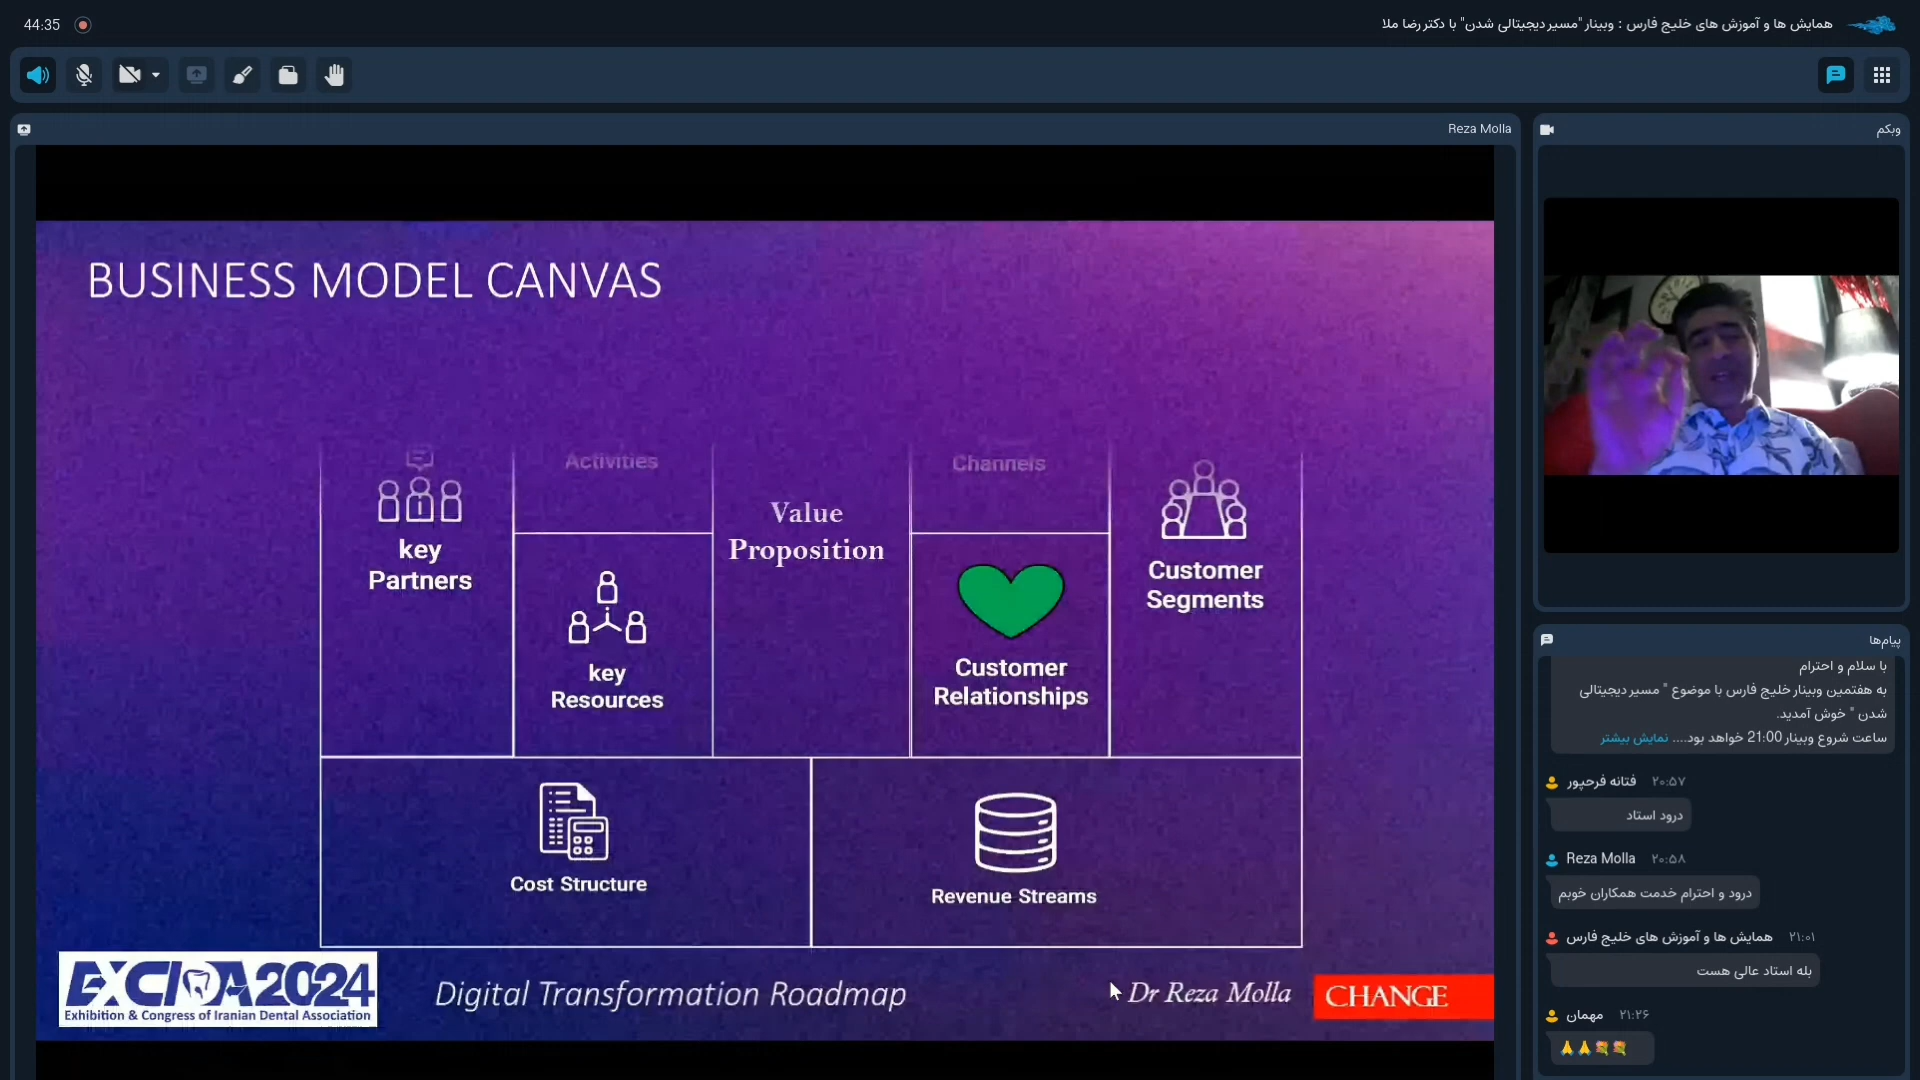 44:35
همایش ها و آموزش های خلیج فارس : وبینار "مسیر دیجیتالی شدن" با دکتر رضا ملا
Reza Molla
وبکم
BUSINESS MODEL CANVAS
key
Partners
Activities
key
Resources
Value
Proposition
Channels
Customer
Relationships
Customer
Segments
Cost Structure
Revenue Streams
EXCIDA2024
Exhibition & Congress of Iranian Dental Association
Digital Transformation Roadmap
Dr Reza Molla
CHANGE
پیام‌ها
با سلام و احترام
به هفتمین وبینار خلیج فارس با موضوع " مسیر دیجیتالی
شدن " خوش آمدید.
ساعت شروع وبینار 21:00 خواهد بود.... نمایش بیشتر
فتانه فرحپور ۲۰:۵۷
درود استاد
Reza Molla ۲۰:۵۸
درود و احترام خدمت همکاران خوبم
همایش ها و آموزش های خلیج فارس ۲۱:۰۱
بله استاد عالی هست
مهمان ۲۱:۲۶
🙏🙏💐💐